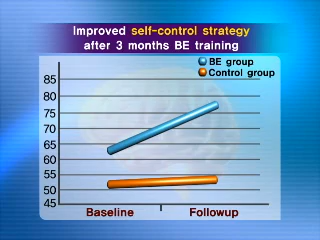 Improved self-control strategy
after 3 months BE training
BE group
Control group
85
80
75
70
65
60
55
50
45
Baseline
Followup